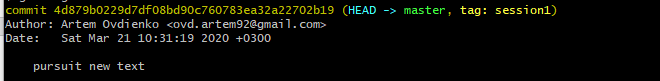 commit 4d879b0229d7df08bd90c760783ea32a22702b19 (HEAD -> master, tag: session1)
Author: Artem Ovdienko <ovd.artem92@gmail.com>
Date:   Sat Mar 21 10:31:19 2020 +0300
    pursuit new text